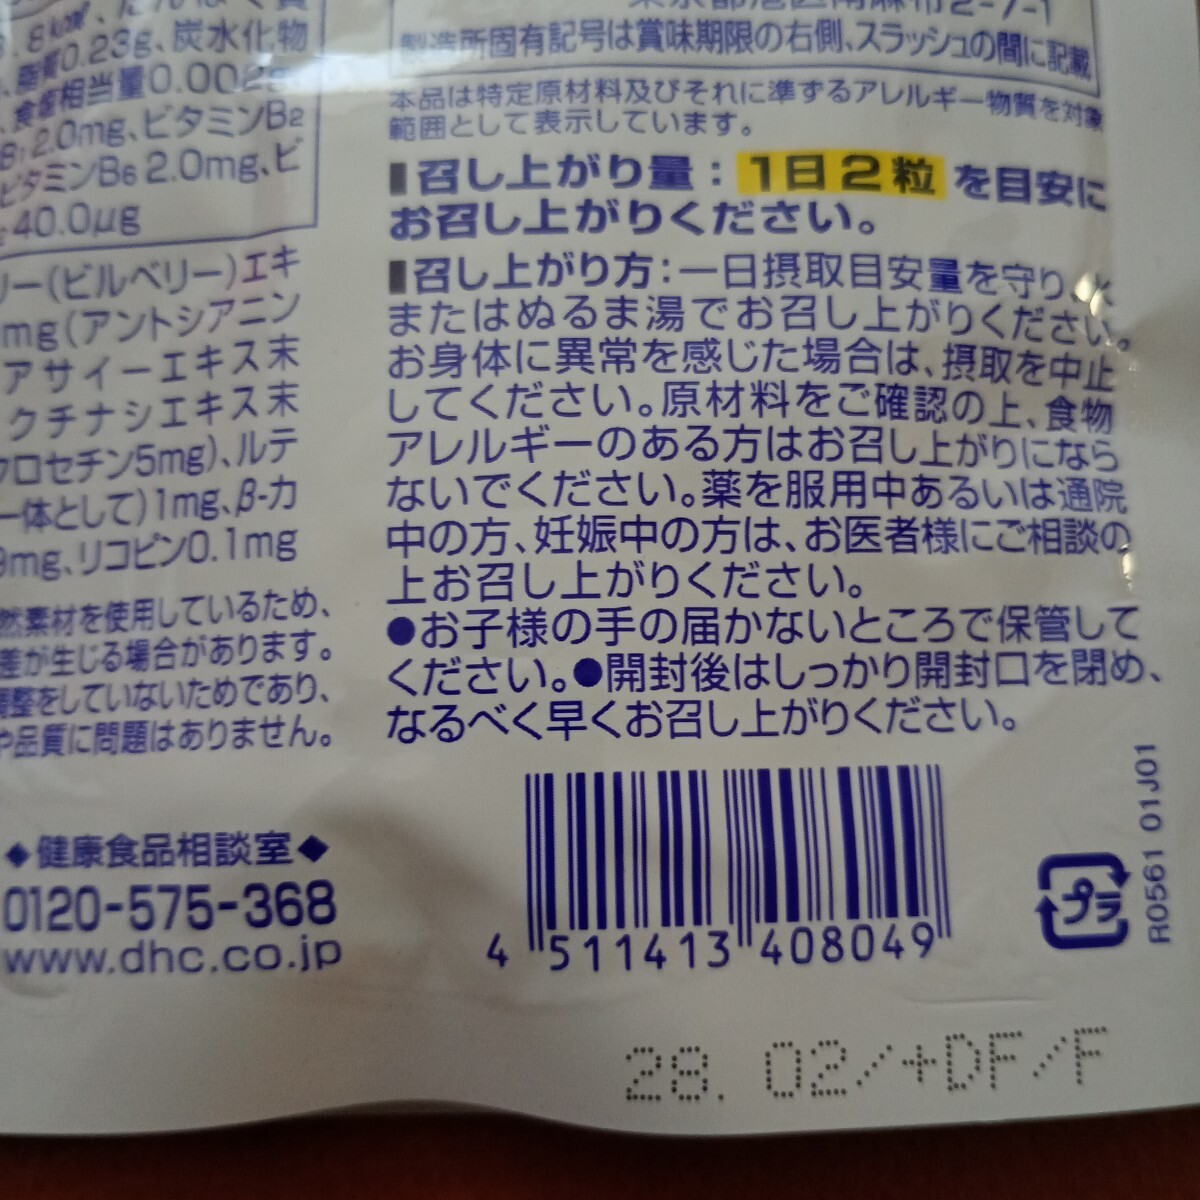 8kcal、たんぱく質
脂質0.23g、炭水化物
食塩相当量0.002g、
B₁ 2.0mg、ビタミンB₂
ビタミンB₆ 2.0mg、ビ
40.0μg
リー(ビルベリー)エキ
mg(アントシアニン
アサイーエキス末
クチナシエキス末
クロセチン5mg)、ルテ
一体として)1mg、β-カ
9mg、リコピン0.1mg
然素材を使用しているため、
差が生じる場合があります。
調整をしていないためであり、
や品質に問題はありません。
◆健康食品相談室◆
0120-575-368
www.dhc.co.jp
東京都港区南麻布2-7-1
製造所固有記号は賞味期限の右側、スラッシュの間に記載
本品は特定原材料及びそれに準ずるアレルギー物質を対象
範囲として表示しています。
召し上がり量：1日2粒を目安に
お召し上がりください。
召し上がり方：一日摂取目安量を守り、水
またはぬるま湯でお召し上がりください。
お身体に異常を感じた場合は、摂取を中止
してください。原材料をご確認の上、食物
アレルギーのある方はお召し上がりになら
ないでください。薬を服用中あるいは通院
中の方、妊娠中の方は、お医者様にご相談の
上お召し上がりください。
●お子様の手の届かないところで保管して
ください。●開封後はしっかり開封口を閉め、
なるべく早くお召し上がりください。
4 511413 408049
プラ
R0561 01J01
28. 02/+DF/F